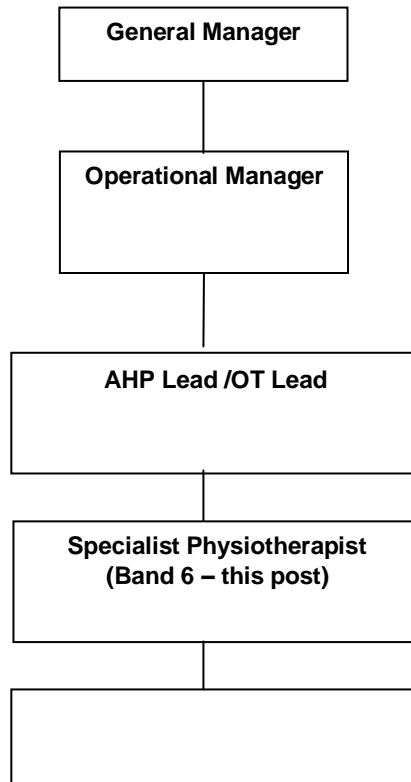 General Manager
Operational Manager
AHP Lead /OT Lead
Specialist Physiotherapist
(Band 6 – this post)